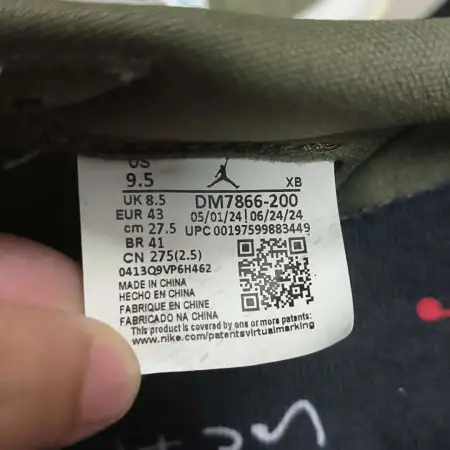 US
9.5
XB
UK 8.5
DM7866-200
EUR 43
05/01/24 | 06/24/24
cm 27.5
UPC 00197599883449
BR 41
CN 275(2.5)
0413Q9VP6H462
MADE IN CHINA
HECHO EN CHINA
FABRIQUE EN CHINE
FABRICADO NA CHINA
This product is covered by one or more patents:
www.nike.com/patentsvirtualmarking